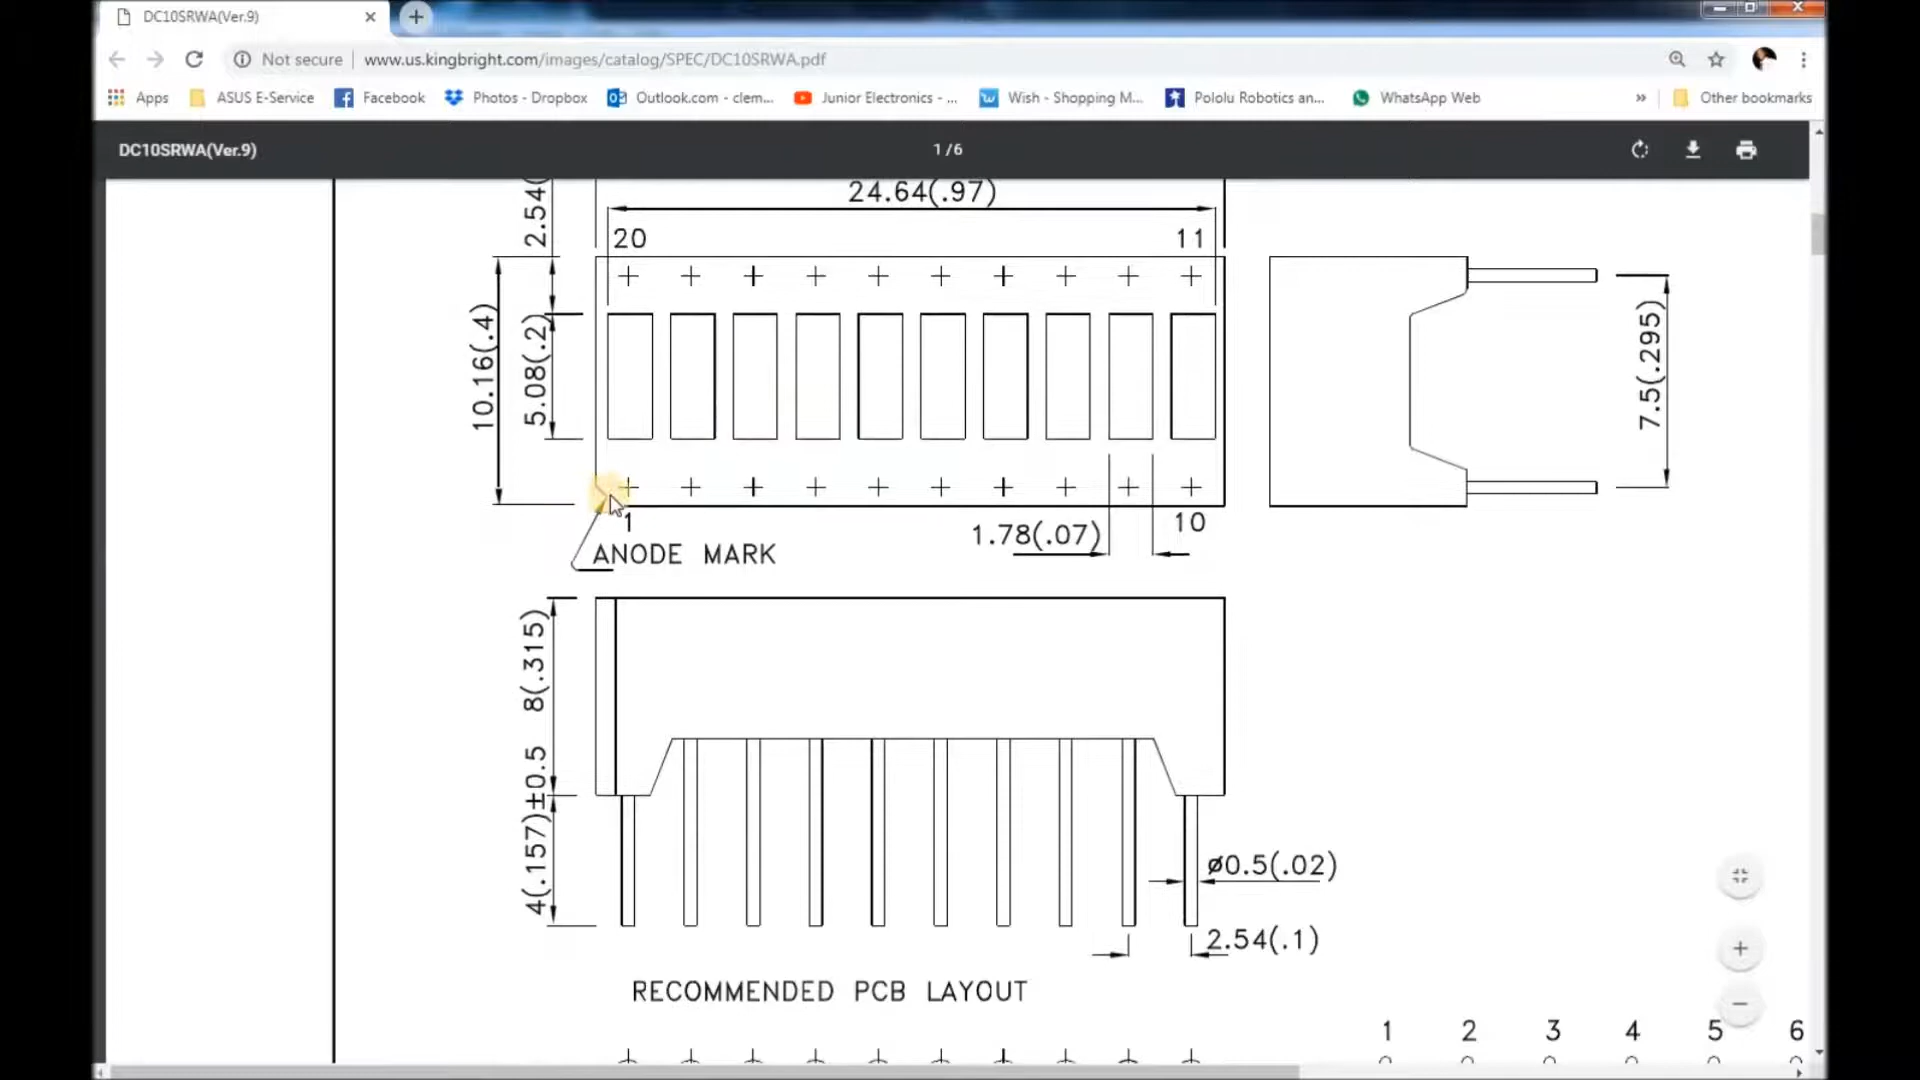 DC10SRWA(Ver.9)
Not secure | www.us.kingbright.com/images/catalog/SPEC/DC10SRWA.pdf
Apps ASUS E-Service Facebook Photos - Dropbox Outlook.com - clem... Junior Electronics - ... Wish - Shopping M... Pololu Robotics an... WhatsApp Web » Other bookmarks
DC10SRWA(Ver.9) 1 / 6
24.64(.97)
2.54(
20 11
10.16(.4)
5.08(.2)
7.5(.295)
1 10
1.78(.07)
ANODE MARK
8(.315)
4(.157)±0.5
ø0.5(.02)
2.54(.1)
RECOMMENDED PCB LAYOUT
1 2 3 4 5 6